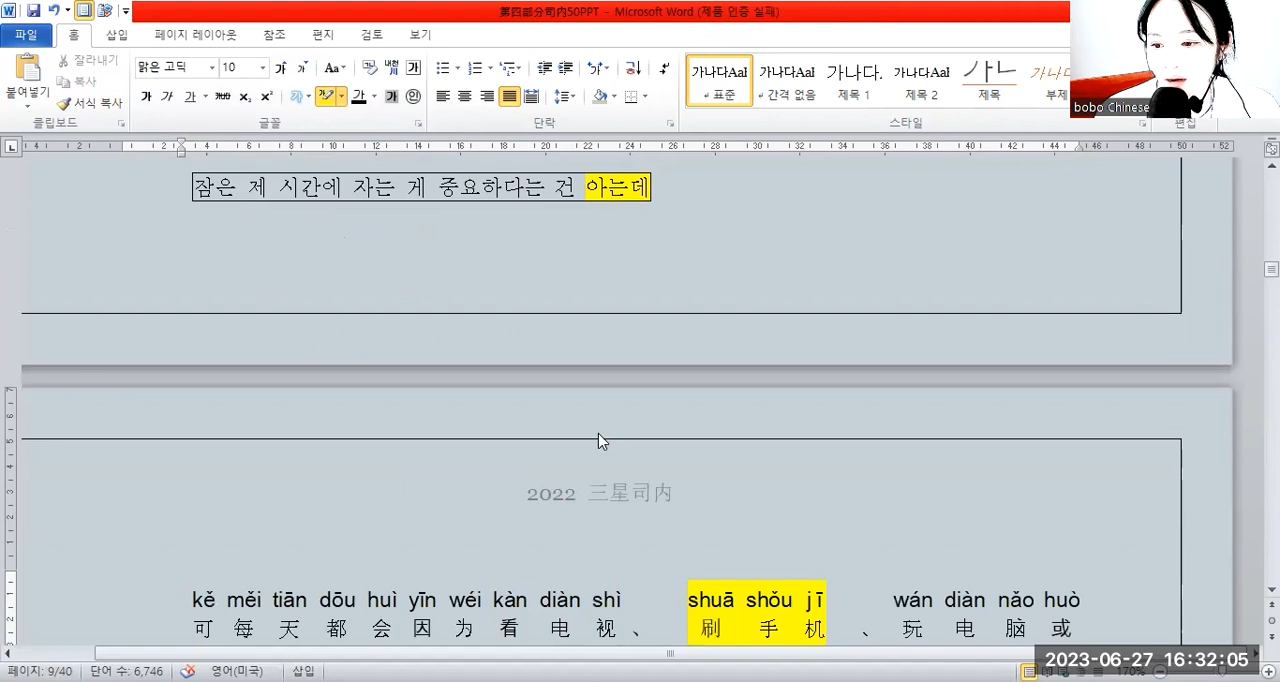 第四部分司内50PPT - Microsoft Word (제품 인증 실패)
파일 홈 삽입 페이지 레이아웃 참조 편지 검토 보기
붙여넣기 잘라내기 복사 서식 복사
맑은 고딕 10
가나다AaI 가나다AaI 가나다. 가나다AaI
표준 간격 없음 제목 1 제목 2 제목 부제
클립보드 글꼴 단락 스타일 편집
bobo Chinese
잠은 제 시간에 자는 게 중요하다는 건 아는데
2022 三星司内
kě měi tiān dōu huì yīn wéi kàn diàn shì shuā shǒu jī wán diàn nǎo huò
可 每 天 都 会 因 为 看 电 视 、 刷 手 机 、 玩 电 脑 或
페이지: 9/40 단어 수: 6,746 영어(미국) 삽입 170%
2023-06-27 16:32:05